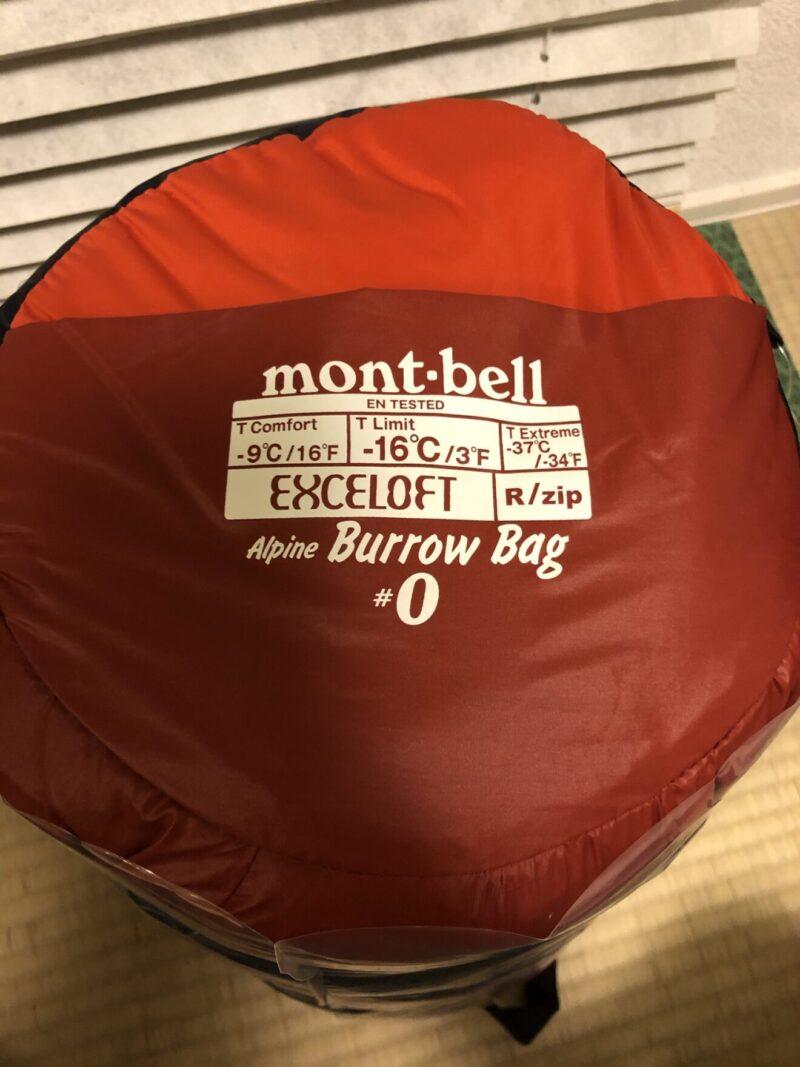 mont-bell
EN TESTED
T Comfort
-9℃/16℉
T Limit
-16℃/3℉
T Extreme
-37℃
/-34℉
EXCELOFT
R/zip
Alpine Burrow Bag
#0